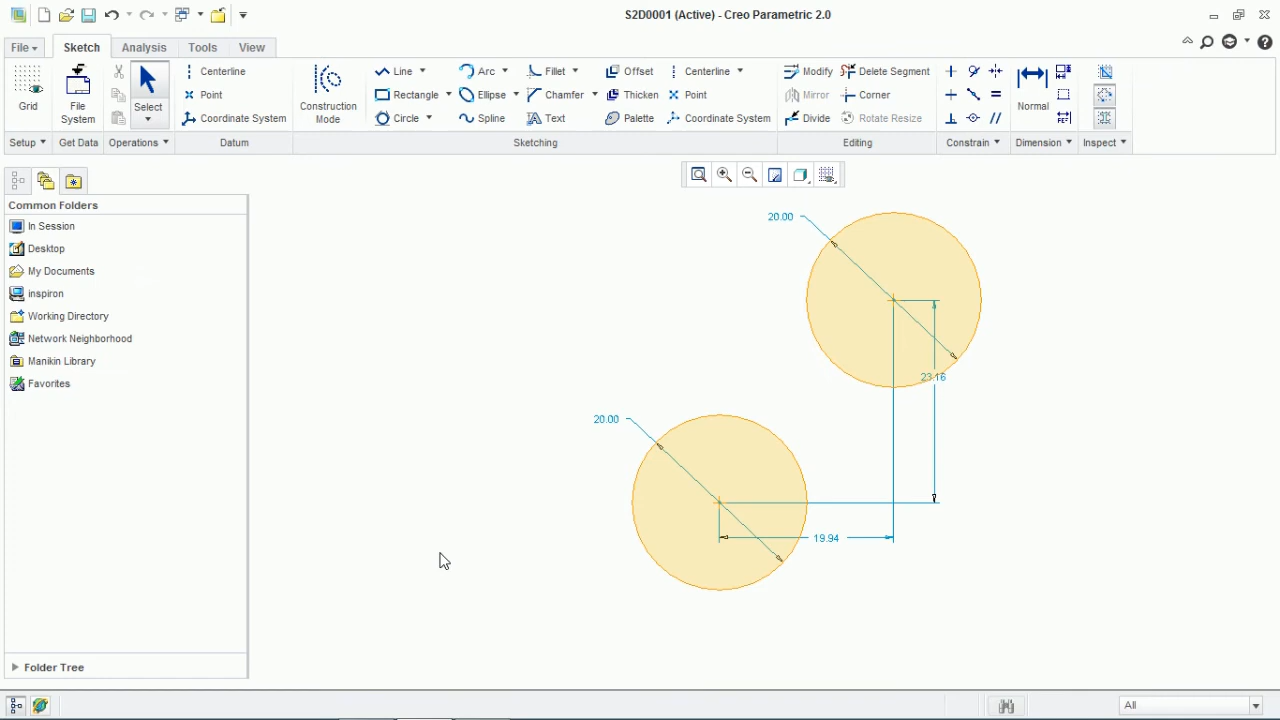 S2D0001 (Active) - Creo Parametric 2.0
File Sketch Analysis Tools View
Centerline Line Arc Fillet Offset Centerline Modify Delete Segment
Point Rectangle Ellipse Chamfer Thicken Point Mirror Corner
Grid File System Select Construction Mode Normal
Coordinate System Circle Spline Text Palette Coordinate System Divide Rotate Resize
Setup Get Data Operations Datum Sketching Editing Constrain Dimension Inspect
Common Folders
In Session
Desktop
My Documents
inspiron
Working Directory
Network Neighborhood
Manikin Library
Favorites
20.00
23.16
20.00
19.94
Folder Tree
All